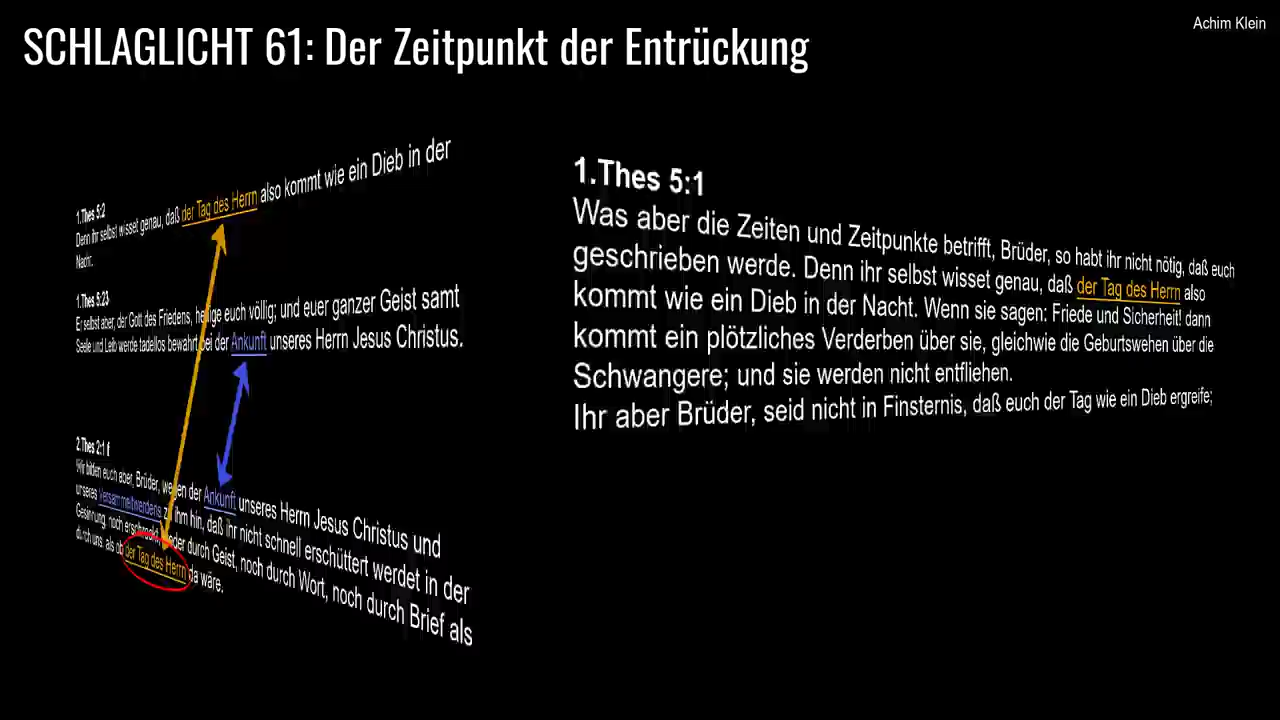 SCHLAGLICHT 61: Der Zeitpunkt der Entrückung
Achim Klein
1.Thes 5:2
Denn ihr selbst wisset genau, daß der Tag des Herrn also kommt wie ein Dieb in der
Nacht.
1.Thes 5:23
Er selbst aber, der Gott des Friedens, heilige euch völlig; und euer ganzer Geist samt
Seele und Leib werde tadellos bewahrt bei der Ankunft unseres Herrn Jesus Christus.
2.Thes 2:1 f
Wir bitten euch aber, Brüder, wegen der Ankunft unseres Herrn Jesus Christus und
unseres Versammeltwerdens zu ihm hin, daß ihr nicht schnell erschüttert werdet in der
Gesinnung, noch erschreckt, weder durch Geist, noch durch Wort, noch durch Brief als
durch uns, als ob der Tag des Herrn da wäre.
1.Thes 5:1
Was aber die Zeiten und Zeitpunkte betrifft, Brüder, so habt ihr nicht nötig, daß euch
geschrieben werde. Denn ihr selbst wisset genau, daß der Tag des Herrn also
kommt wie ein Dieb in der Nacht. Wenn sie sagen: Friede und Sicherheit! dann
kommt ein plötzliches Verderben über sie, gleichwie die Geburtswehen über die
Schwangere; und sie werden nicht entfliehen.
Ihr aber Brüder, seid nicht in Finsternis, daß euch der Tag wie ein Dieb ergreife;